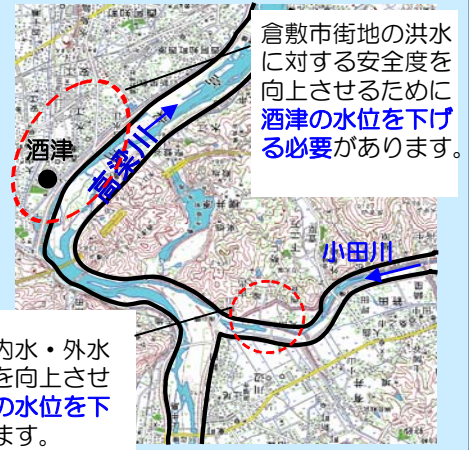 倉敷市街地の洪水
に対する安全度を
向上させるために
酒津の水位を下げ
る必要があります。
酒津
高梁川
小田川
内水・外水
を向上させ
の水位を下
ます。